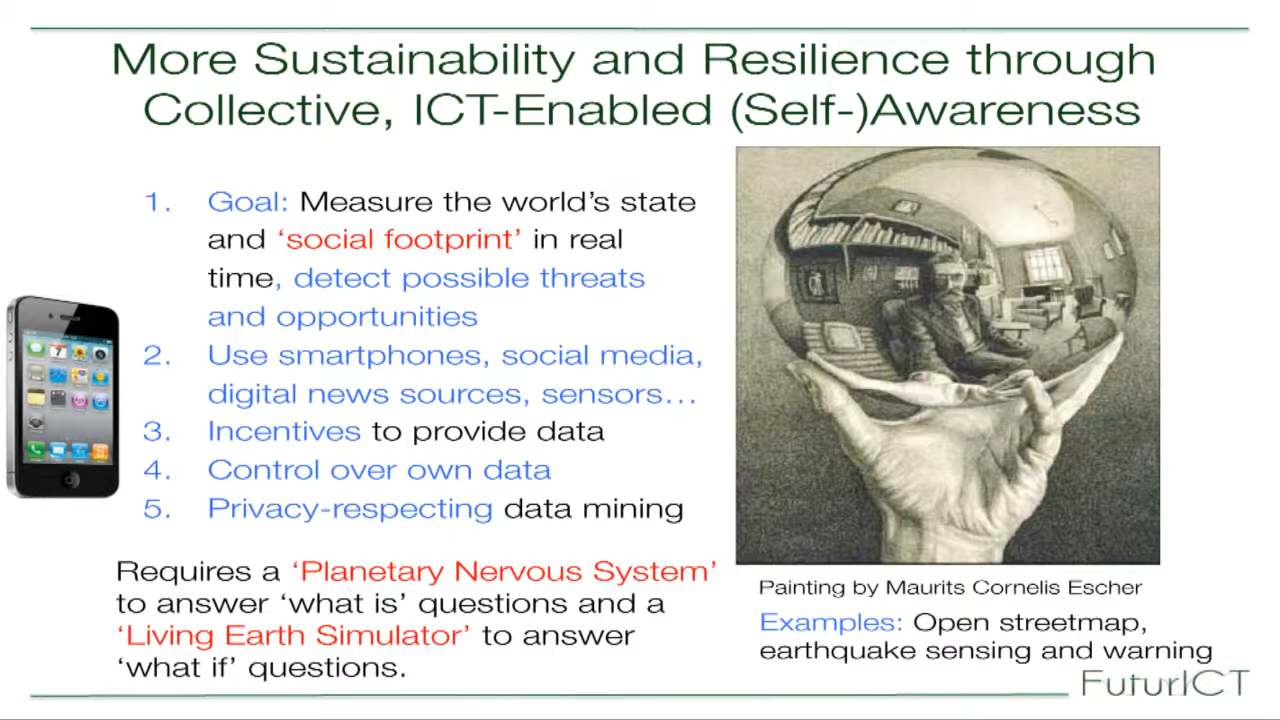 More Sustainability and Resilience through
Collective, ICT-Enabled (Self-)Awareness
1. Goal: Measure the world's state
and 'social footprint' in real
time, detect possible threats
and opportunities
2. Use smartphones, social media,
digital news sources, sensors…
3. Incentives to provide data
4. Control over own data
5. Privacy-respecting data mining
Requires a 'Planetary Nervous System'
to answer 'what is' questions and a
'Living Earth Simulator' to answer
'what if' questions.
Painting by Maurits Cornelis Escher
Examples: Open streetmap,
earthquake sensing and warning
FuturICT